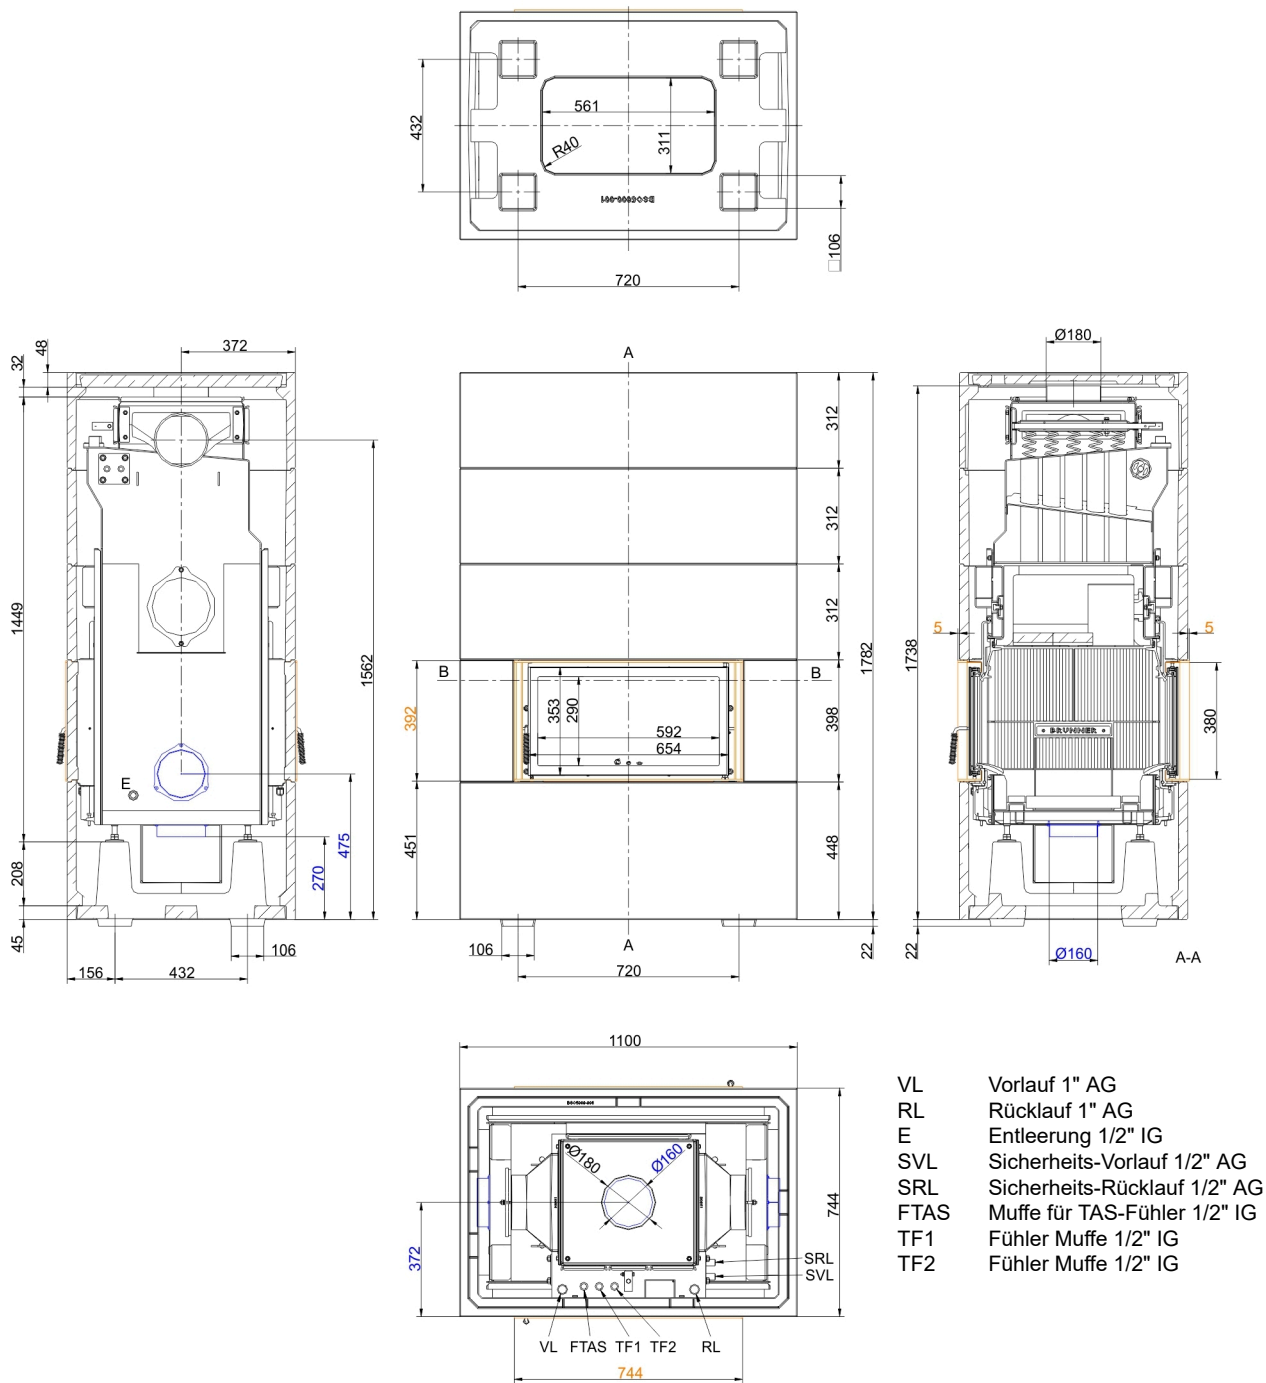 561
432
R40
311
BSO5006-001
□106
720
48
32
372
1449
1562
E
475
270
208
45
156
432
106
A
312
312
312
1782
B
B
392
353
290
592
654
398
451
448
A
106
720
22
Ø180
1738
5
5
BRUNNER
380
22
Ø160
A-A
1100
Ø180
Ø160
744
372
SRL
SVL
VL FTAS TF1 TF2 RL
744
VL Vorlauf 1" AG
RL Rücklauf 1" AG
E Entleerung 1/2" IG
SVL Sicherheits-Vorlauf 1/2" AG
SRL Sicherheits-Rücklauf 1/2" AG
FTAS Muffe für TAS-Fühler 1/2" IG
TF1 Fühler Muffe 1/2" IG
TF2 Fühler Muffe 1/2" IG